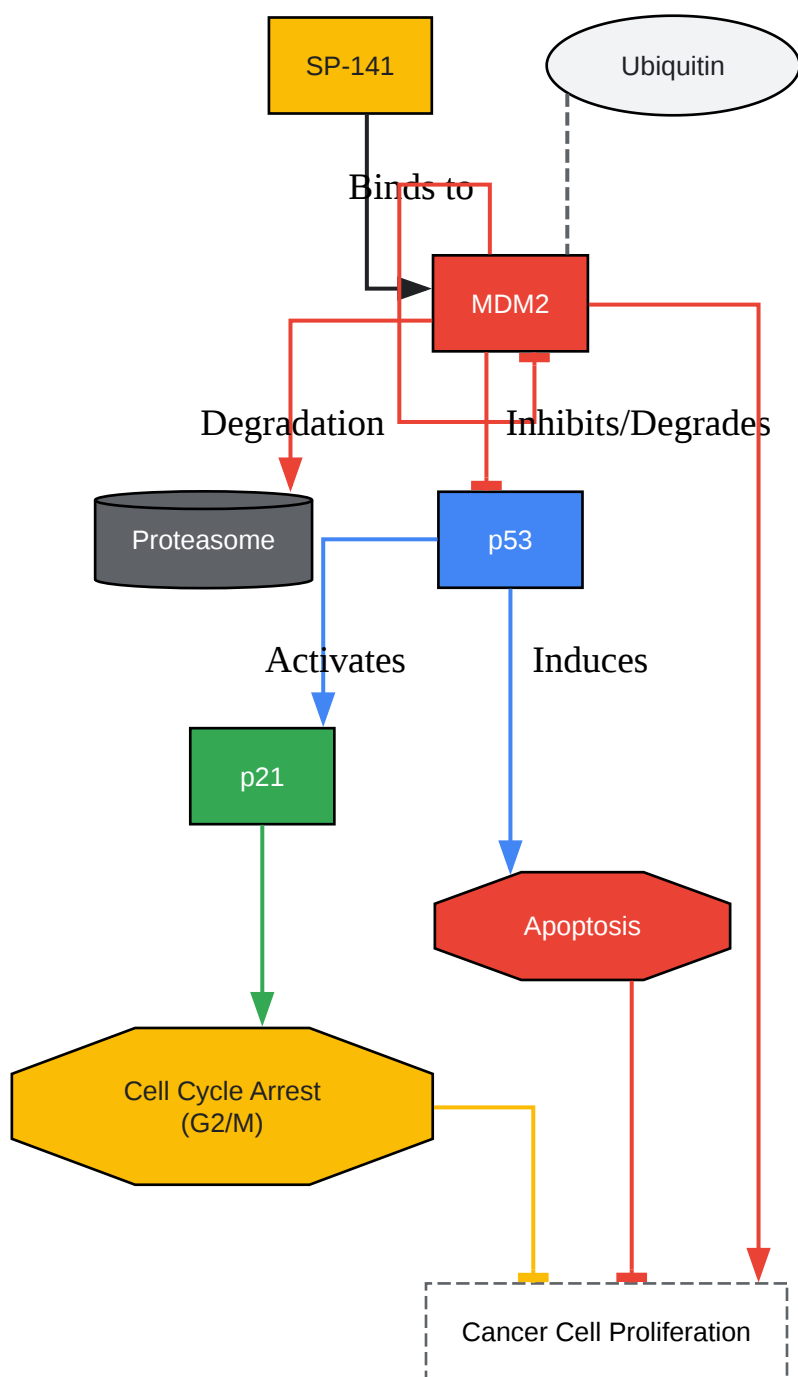 SP-141
Ubiquitin
Binds to
MDM2
Degradation
Inhibits/Degrades
Proteasome
p53
Activates
Induces
p21
Apoptosis
Cell Cycle Arrest
(G2/M)
Cancer Cell Proliferation